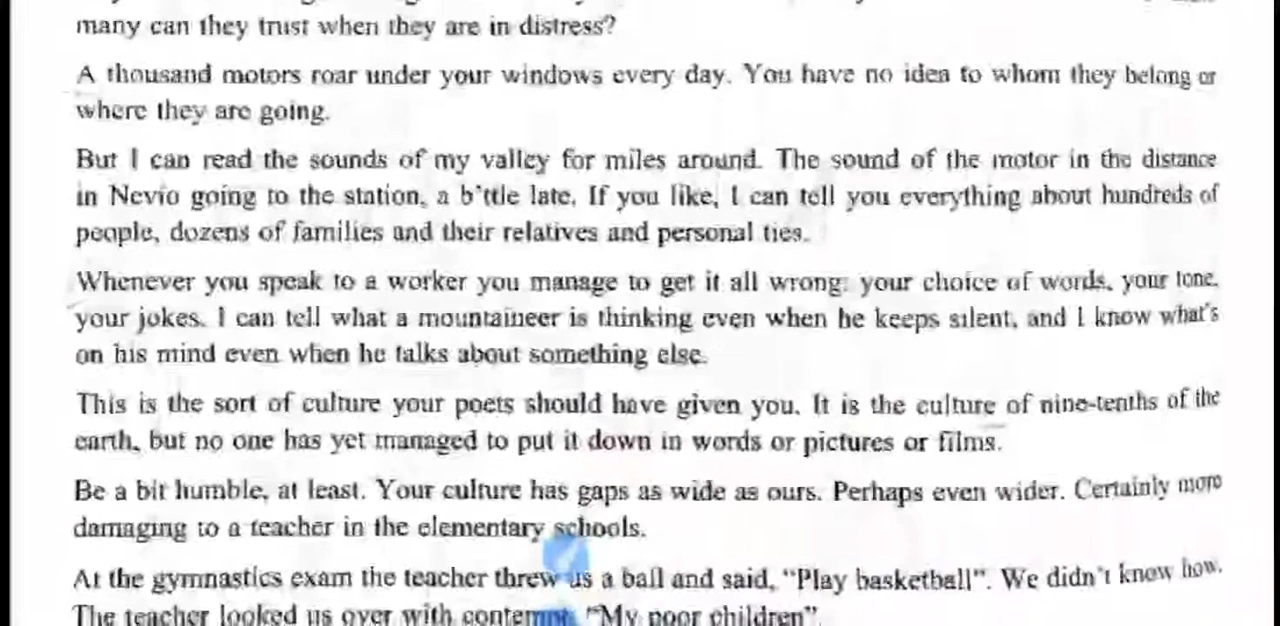 many can they trust when they are in distress?
A thousand motors roar under your windows every day. You have no idea to whom they belong or
where they are going.
But I can read the sounds of my valley for miles around. The sound of the motor in the distance
in Nevio going to the station, a b'ttle late. If you like, I can tell you everything about hundreds of
people, dozens of families and their relatives and personal ties.
Whenever you speak to a worker you manage to get it all wrong: your choice of words, your tone,
your jokes. I can tell what a mountaineer is thinking even when he keeps silent, and I know what's
on his mind even when he talks about something else.
This is the sort of culture your poets should have given you. It is the culture of nine-tenths of the
earth, but no one has yet managed to put it down in words or pictures or films.
Be a bit humble, at least. Your culture has gaps as wide as ours. Perhaps even wider. Certainly more
damaging to a teacher in the elementary schools.
At the gymnastics exam the teacher threw us a ball and said, "Play basketball". We didn't know how.
The teacher looked us over with contempt: "My poor children".